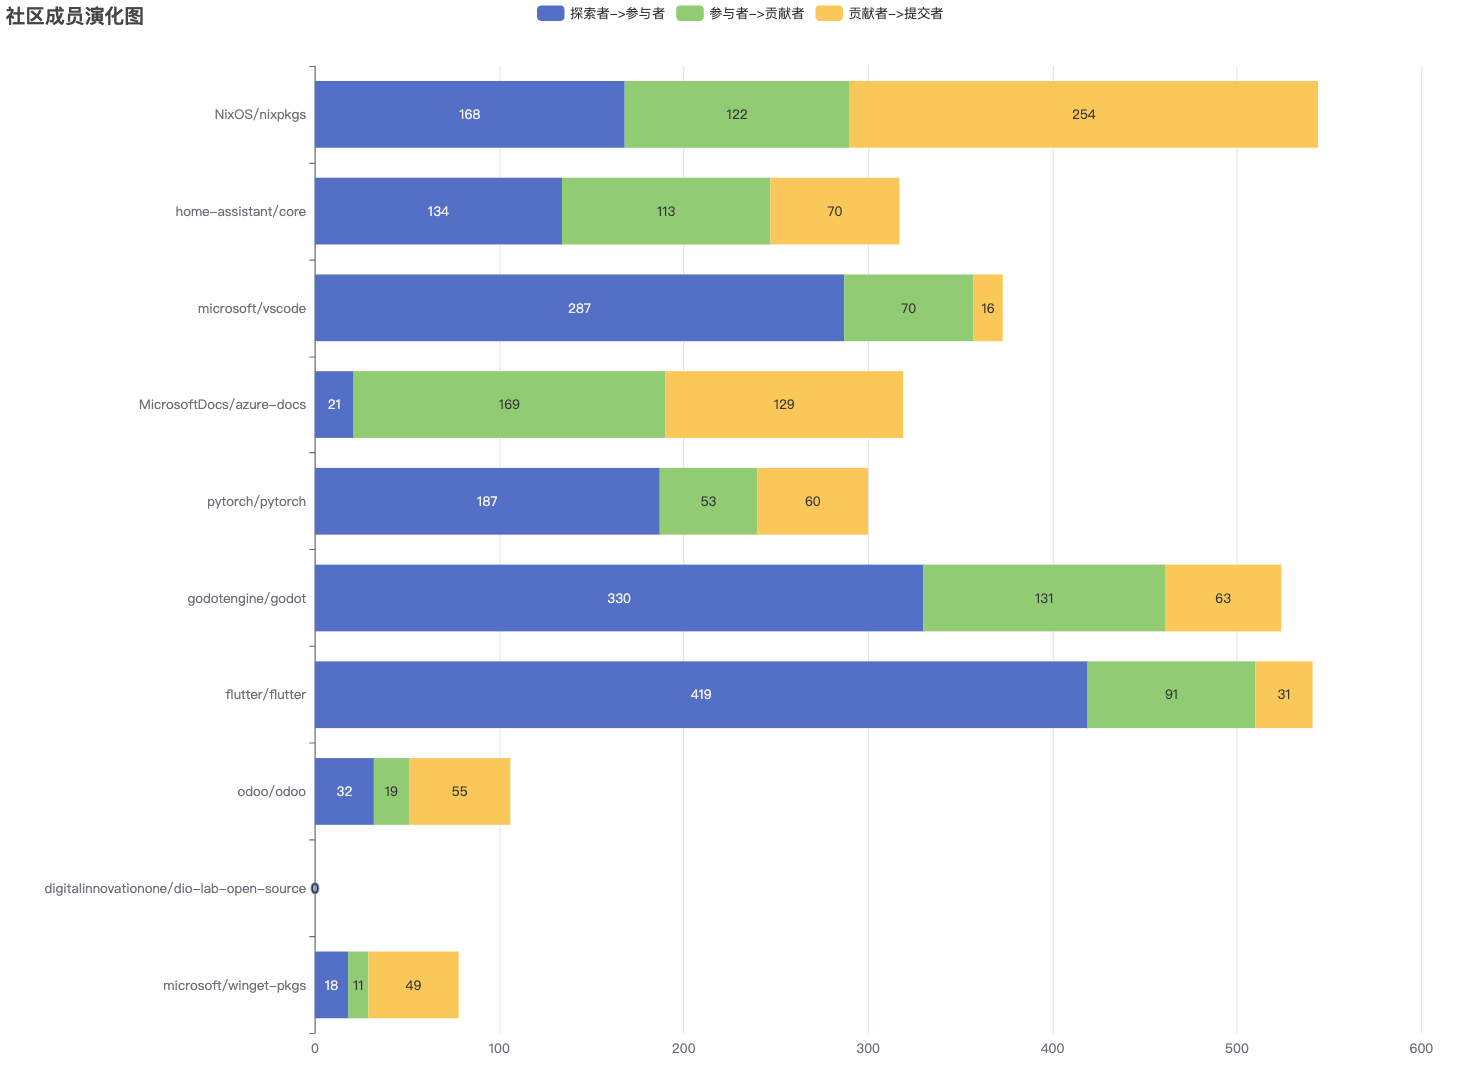 社区成员演化图
探索者->参与者 参与者->贡献者 贡献者->提交者
NixOS/nixpkgs 168 122 254
home-assistant/core 134 113 70
microsoft/vscode 287 70 16
MicrosoftDocs/azure-docs 21 169 129
pytorch/pytorch 187 53 60
godotengine/godot 330 131 63
flutter/flutter 419 91 31
odoo/odoo 32 19 55
digitalinnovationone/dio-lab-open-source 0
microsoft/winget-pkgs 18 11 49
0 100 200 300 400 500 600